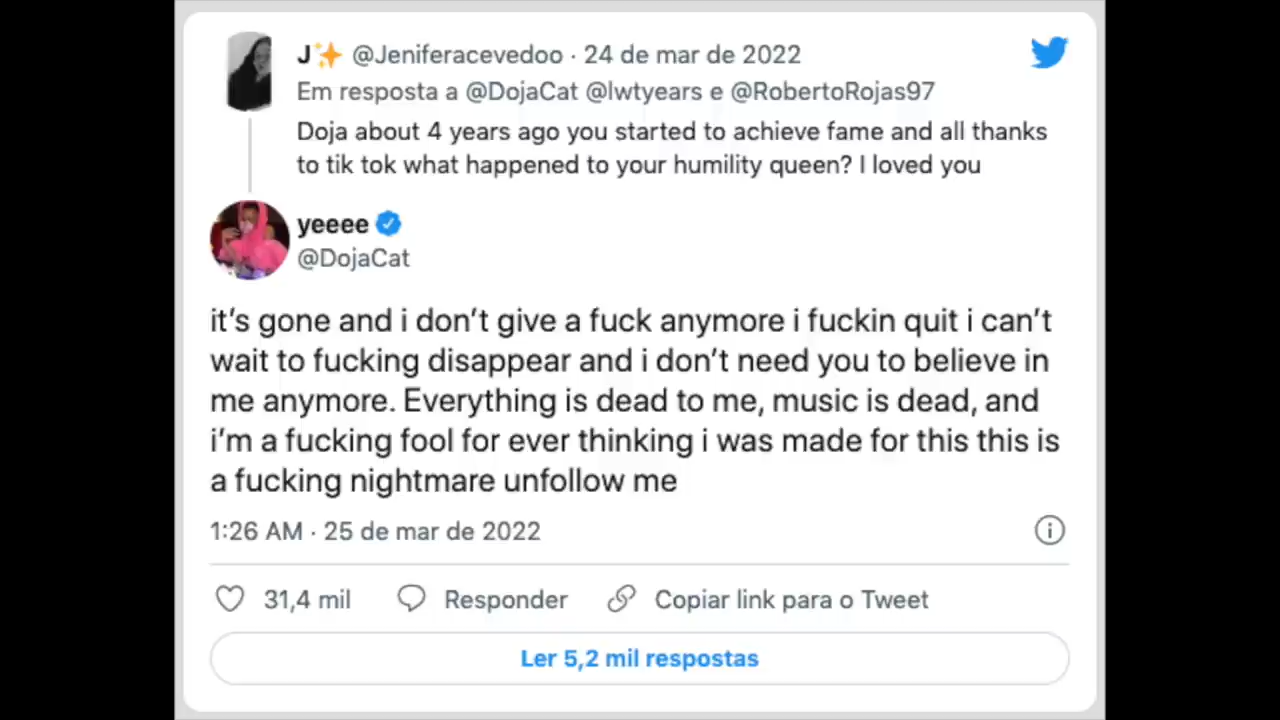 J✨ @Jeniferacevedoo · 24 de mar de 2022
Em resposta a @DojaCat @lwtyears e @RobertoRojas97
Doja about 4 years ago you started to achieve fame and all thanks
to tik tok what happened to your humility queen? I loved you
yeeee
@DojaCat
it’s gone and i don’t give a fuck anymore i fuckin quit i can’t
wait to fucking disappear and i don’t need you to believe in
me anymore. Everything is dead to me, music is dead, and
i’m a fucking fool for ever thinking i was made for this this is
a fucking nightmare unfollow me
1:26 AM · 25 de mar de 2022
31,4 mil Responder Copiar link para o Tweet
Ler 5,2 mil respostas